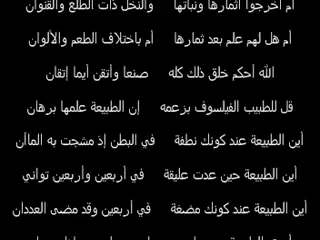 أم أخرجوا أثمارها ونباتها والنخل ذات الطلع والقنوان
أم هل لهم علم بعد ثمارها أم باختلاف الطعم والألوان
الله أحكم خلق ذلك كله صنعا وأتقن أيما إتقان
قل للطبيب الفيلسوف بزعمه إن الطبيعة علمها برهان
أين الطبيعة عند كونك نطفة في البطن إذ مشجت به الماآن
أين الطبيعة حين عدت عليقة في أربعين وأربعين تواني
أين الطبيعة عند كونك مضغة في أربعين وقد مضى العددان